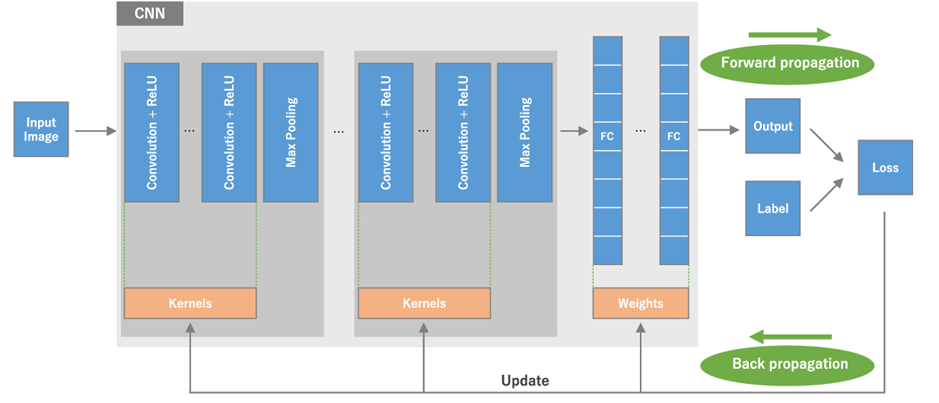 CNN
Forward propagation
Input
Image
Convolution + ReLU
...
Convolution + ReLU
Max Pooling
...
Convolution + ReLU
...
Convolution + ReLU
Max Pooling
FC
...
FC
Output
Label
Loss
Kernels
Kernels
Weights
Back propagation
Update